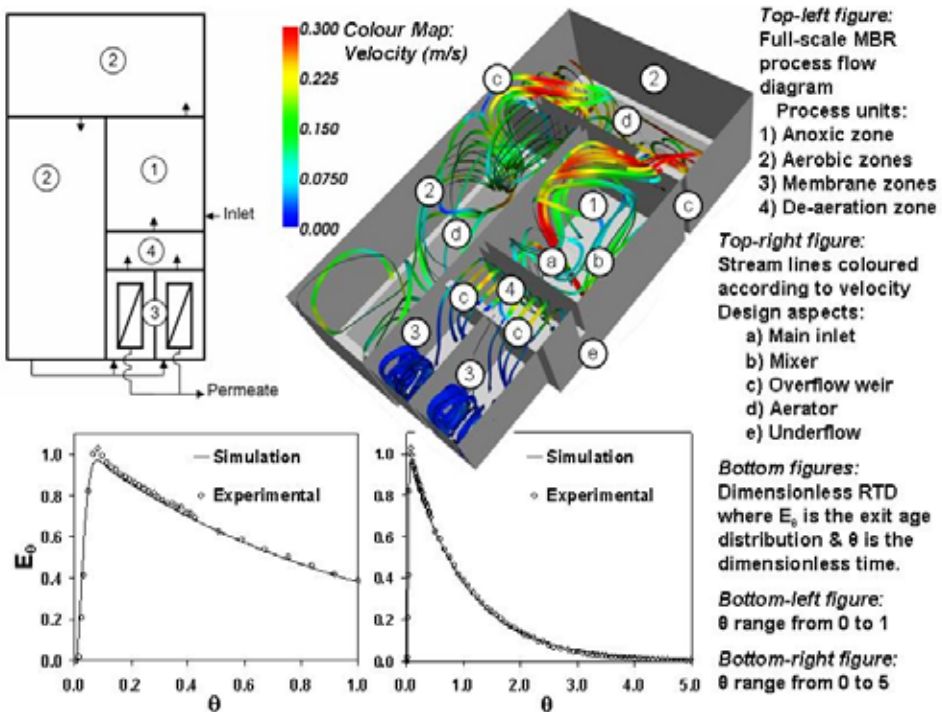 2
2
1
Inlet
4
3
Permeate
0.300
0.225
0.150
0.0750
0.000
Colour Map:
Velocity (m/s)
c
2
d
2
1
c
d
a
b
c
4
3
c
e
3
Top-left figure:
Full-scale MBR
process flow
diagram
Process units:
1) Anoxic zone
2) Aerobic zones
3) Membrane zones
4) De-aeration zone
Top-right figure:
Stream lines coloured
according to velocity
Design aspects:
a) Main inlet
b) Mixer
c) Overflow weir
d) Aerator
e) Underflow
Bottom figures:
Dimensionless RTD
where Eθ is the exit age
distribution & θ is the
dimensionless time.
Bottom-left figure:
θ range from 0 to 1
Bottom-right figure:
θ range from 0 to 5
Eθ
1.0
0.8
0.6
0.4
0.2
0.0
0.0 0.2 0.4 0.6 0.8 1.0
θ
Simulation
Experimental
1.0
0.8
0.6
0.4
0.2
0.0
0.0 1.0 2.0 3.0 4.0 5.0
θ
Simulation
Experimental